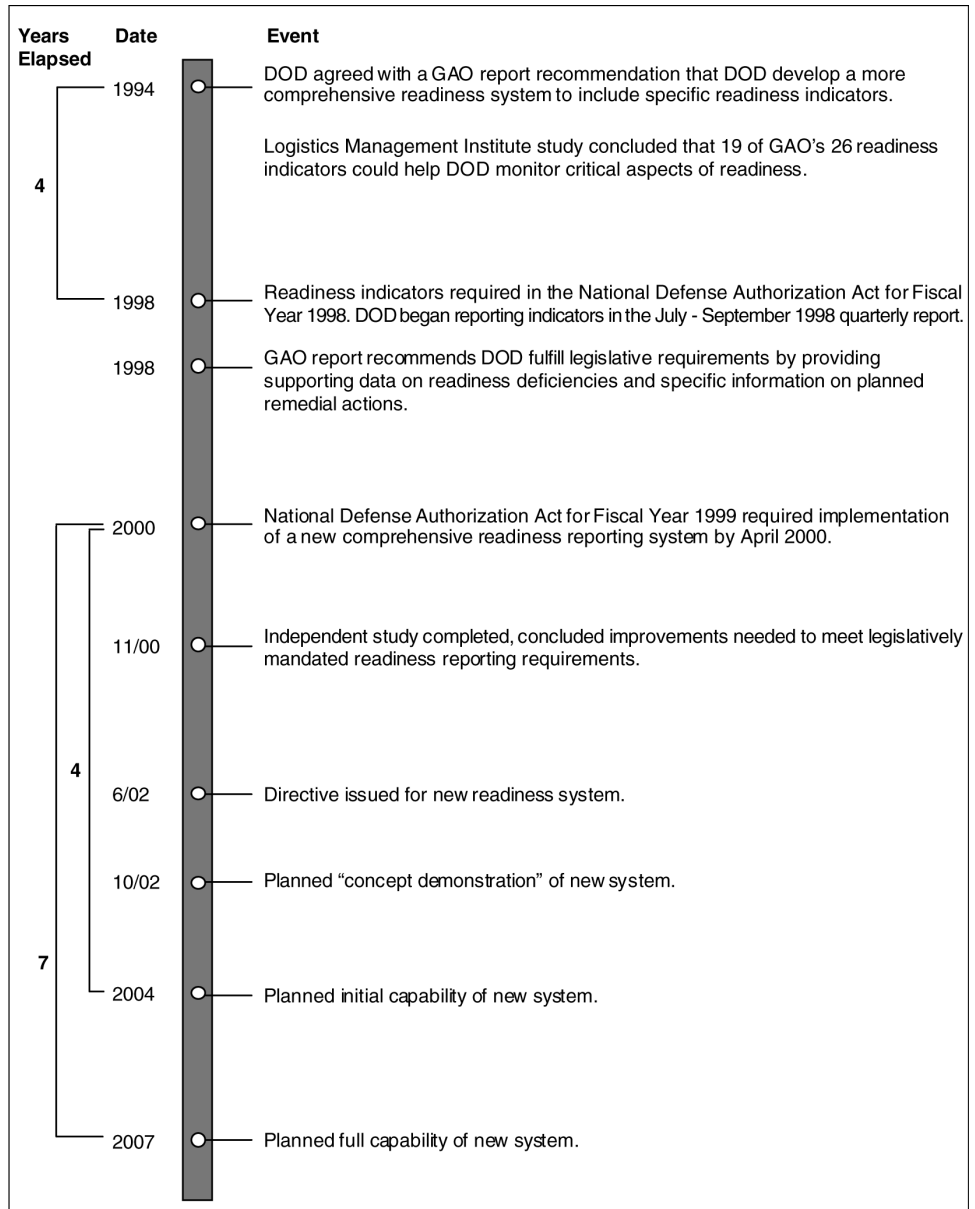 Years Date Event
Elapsed
1994 DOD agreed with a GAO report recommendation that DOD develop a more
comprehensive readiness system to include specific readiness indicators.
Logistics Management Institute study concluded that 19 of GAO's 26 readiness
indicators could help DOD monitor critical aspects of readiness.
4
1998 Readiness indicators required in the National Defense Authorization Act for Fiscal
Year 1998. DOD began reporting indicators in the July - September 1998 quarterly report.
1998 GAO report recommends DOD fulfill legislative requirements by providing
supporting data on readiness deficiencies and specific information on planned
remedial actions.
2000 National Defense Authorization Act for Fiscal Year 1999 required implementation
of a new comprehensive readiness reporting system by April 2000.
11/00 Independent study completed, concluded improvements needed to meet legislatively
mandated readiness reporting requirements.
4
6/02 Directive issued for new readiness system.
10/02 Planned “concept demonstration” of new system.
7
2004 Planned initial capability of new system.
2007 Planned full capability of new system.